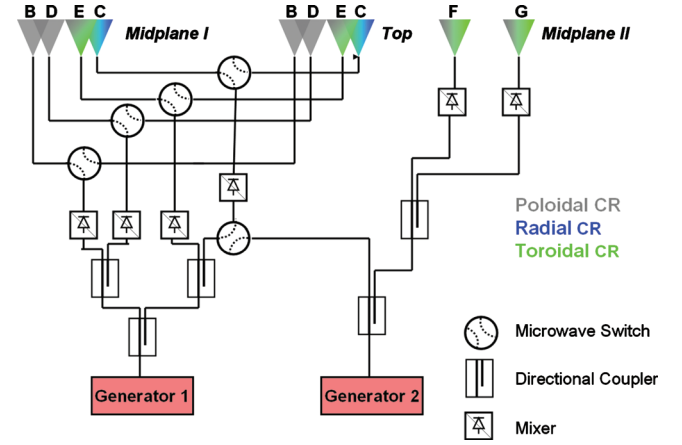 B D E C Midplane I B D E C Top F G Midplane II
Poloidal CR
Radial CR
Toroidal CR
Microwave Switch
Directional Coupler
Generator 1 Generator 2
Mixer